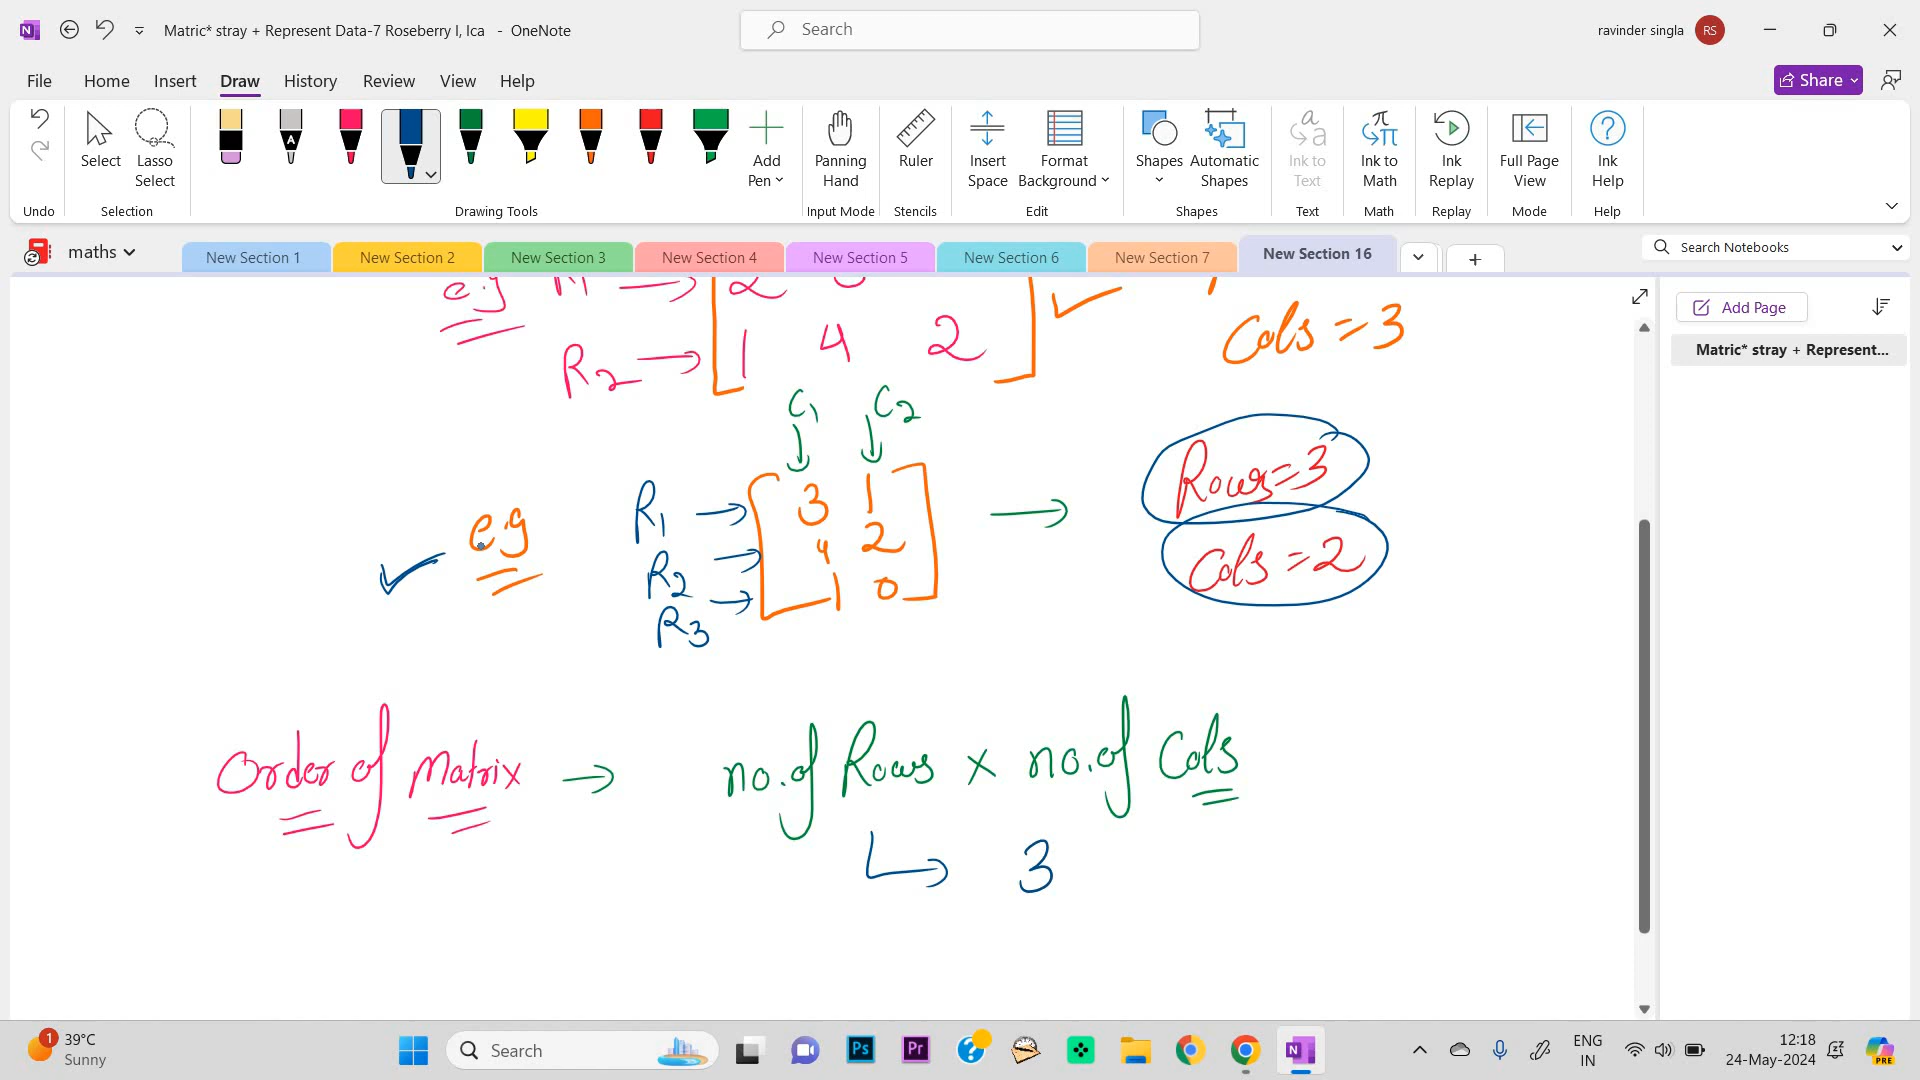 Matric* stray + Represent Data-7 Roseberry I, Ica - OneNote
Search
ravinder singla RS
File Home Insert Draw History Review View Help
Share
Select
Lasso Select
A
Add Pen
Panning Hand
Ruler
Insert Space
Format Background
Shapes
Automatic Shapes
Ink to Text
Ink to Math
Ink Replay
Full Page View
Ink Help
Undo Selection Drawing Tools Input Mode Stencils Edit Shapes Text Math Replay Mode Help
maths
New Section 1 New Section 2 New Section 3 New Section 4 New Section 5 New Section 6 New Section 7 New Section 16 +
Search Notebooks
Add Page
Matric* stray + Represent...
e.g R1 → 2
R2 → 1 4 2
Cols = 3
C1 C2
e.g
R1 → 3 1
R2 → 4 2
R3 → 1 0
Rows = 3
Cols = 2
Order of Matrix → no. of Rows × no. of Cols
3
1
39°C
Sunny
Search
Ps
Pr
ENG
IN
12:18
24-May-2024
PRE